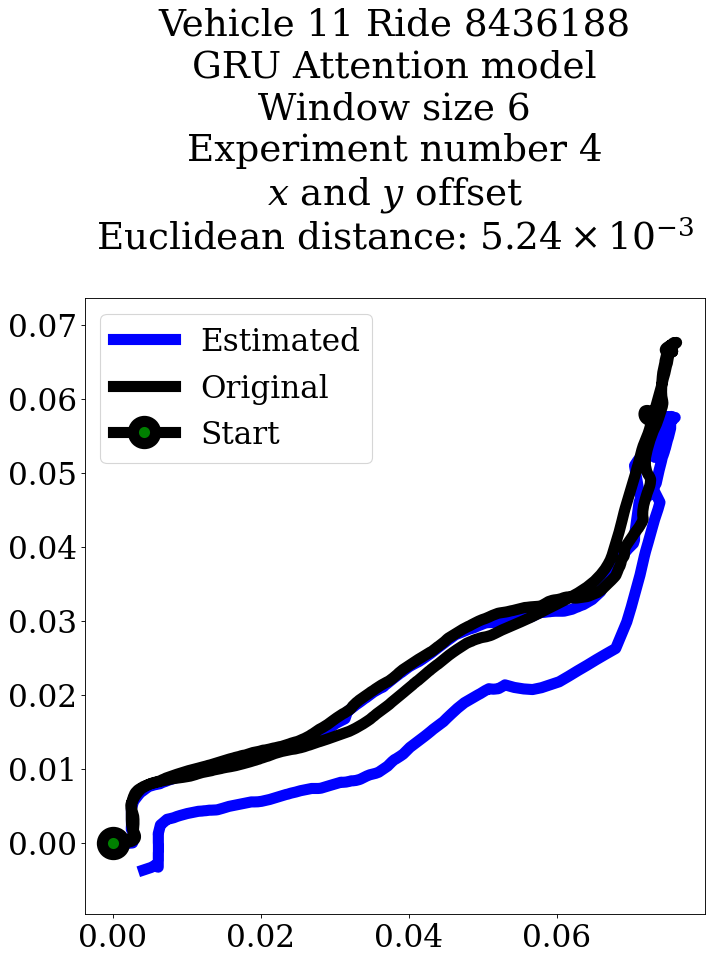 Vehicle 11 Ride 8436188
GRU Attention model
Window size 6
Experiment number 4
x and y offset
Euclidean distance: 5.24 × 10⁻³
Estimated
Original
Start
0.07
0.06
0.05
0.04
0.03
0.02
0.01
0.00
0.00 0.02 0.04 0.06